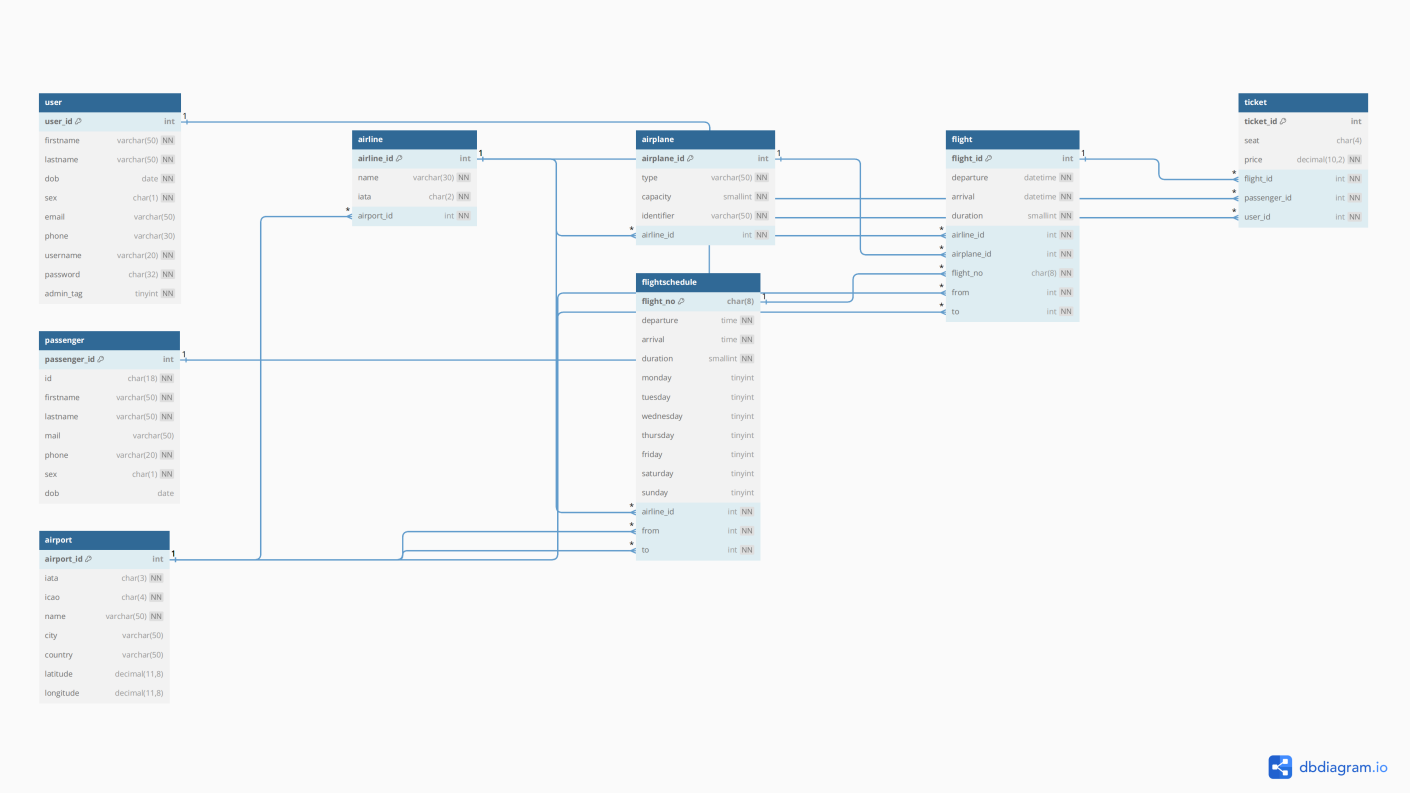 user
user_id int
firstname varchar(50) NN
lastname varchar(50) NN
dob date NN
sex char(1) NN
email varchar(50)
phone varchar(30)
username varchar(20) NN
password char(32) NN
admin_tag tinyint NN
1
passenger
passenger_id int
id char(18) NN
firstname varchar(50) NN
lastname varchar(50) NN
mail varchar(50)
phone varchar(20) NN
sex char(1) NN
dob date
1
airport
airport_id int
iata char(3) NN
icao char(4) NN
name varchar(50) NN
city varchar(50)
country varchar(50)
latitude decimal(11,8)
longitude decimal(11,8)
1
airline
airline_id int
name varchar(30) NN
iata char(2) NN
* airport_id int NN
1
airplane
airplane_id int
type varchar(50) NN
capacity smallint NN
identifier varchar(50) NN
* airline_id int NN
1
flightschedule
flight_no char(8)
departure time NN
arrival time NN
duration smallint NN
monday tinyint
tuesday tinyint
wednesday tinyint
thursday tinyint
friday tinyint
saturday tinyint
sunday tinyint
* airline_id int NN
* from int NN
* to int NN
1
flight
flight_id int
departure datetime NN
arrival datetime NN
duration smallint NN
* airline_id int NN
* airplane_id int NN
* flight_no char(8) NN
* from int NN
* to int NN
1
ticket
ticket_id int
seat char(4)
price decimal(10,2) NN
* flight_id int NN
* passenger_id int NN
* user_id int NN
dbdiagram.io